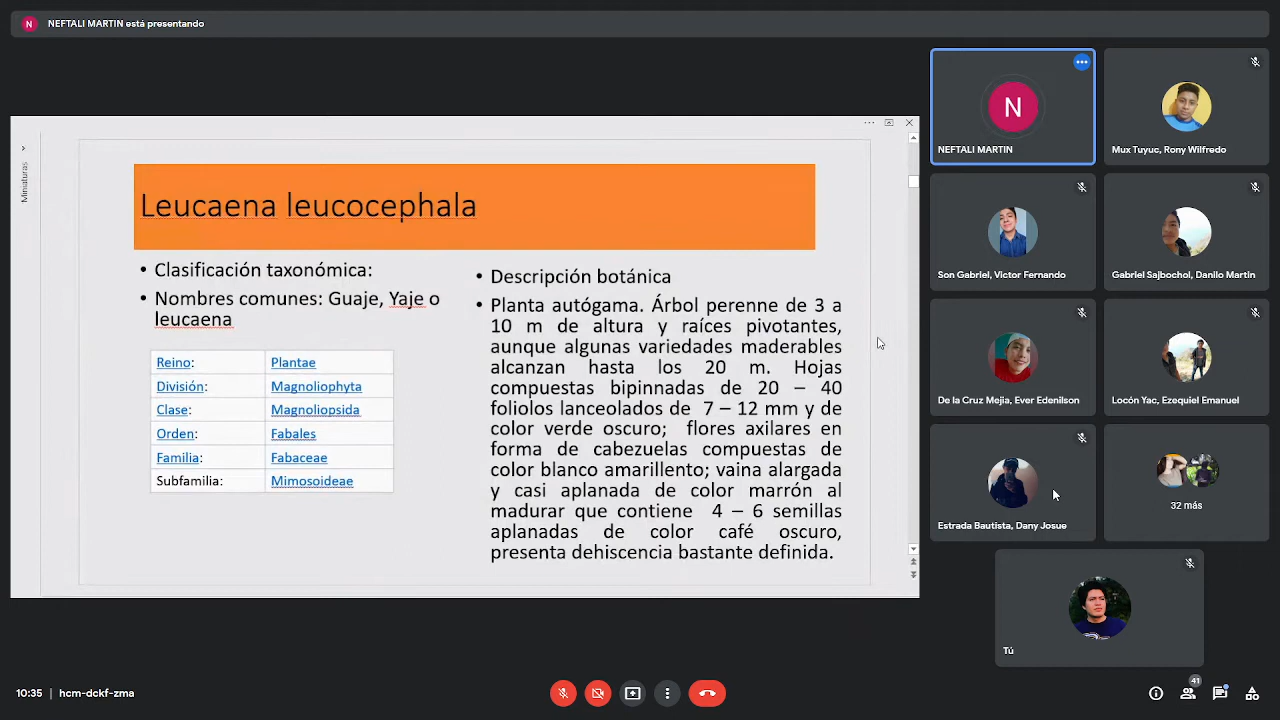 N NEFTALI MARTIN está presentando
Miniaturas
Leucaena leucocephala
• Clasificación taxonómica:
• Nombres comunes: Guaje, Yaje o
leucaena
Reino: Plantae
División: Magnoliophyta
Clase: Magnoliopsida
Orden: Fabales
Familia: Fabaceae
Subfamilia: Mimosoideae
• Descripción botánica
• Planta autógama. Árbol perenne de 3 a
10 m de altura y raíces pivotantes,
aunque algunas variedades maderables
alcanzan hasta los 20 m. Hojas
compuestas bipinnadas de 20 – 40
foliolos lanceolados de 7 – 12 mm y de
color verde oscuro; flores axilares en
forma de cabezuelas compuestas de
color blanco amarillento; vaina alargada
y casi aplanada de color marrón al
madurar que contiene 4 – 6 semillas
aplanadas de color café oscuro,
presenta dehiscencia bastante definida.
N
NEFTALI MARTIN
Mux Tuyuc, Rony Wilfredo
Son Gabriel, Victor Fernando
Gabriel Sajbochol, Danilo Martin
De la Cruz Mejia, Ever Edenilson
Locón Yac, Ezequiel Emanuel
Estrada Bautista, Dany Josue
32 más
Tú
10:35 | hcm-dckf-zma
41